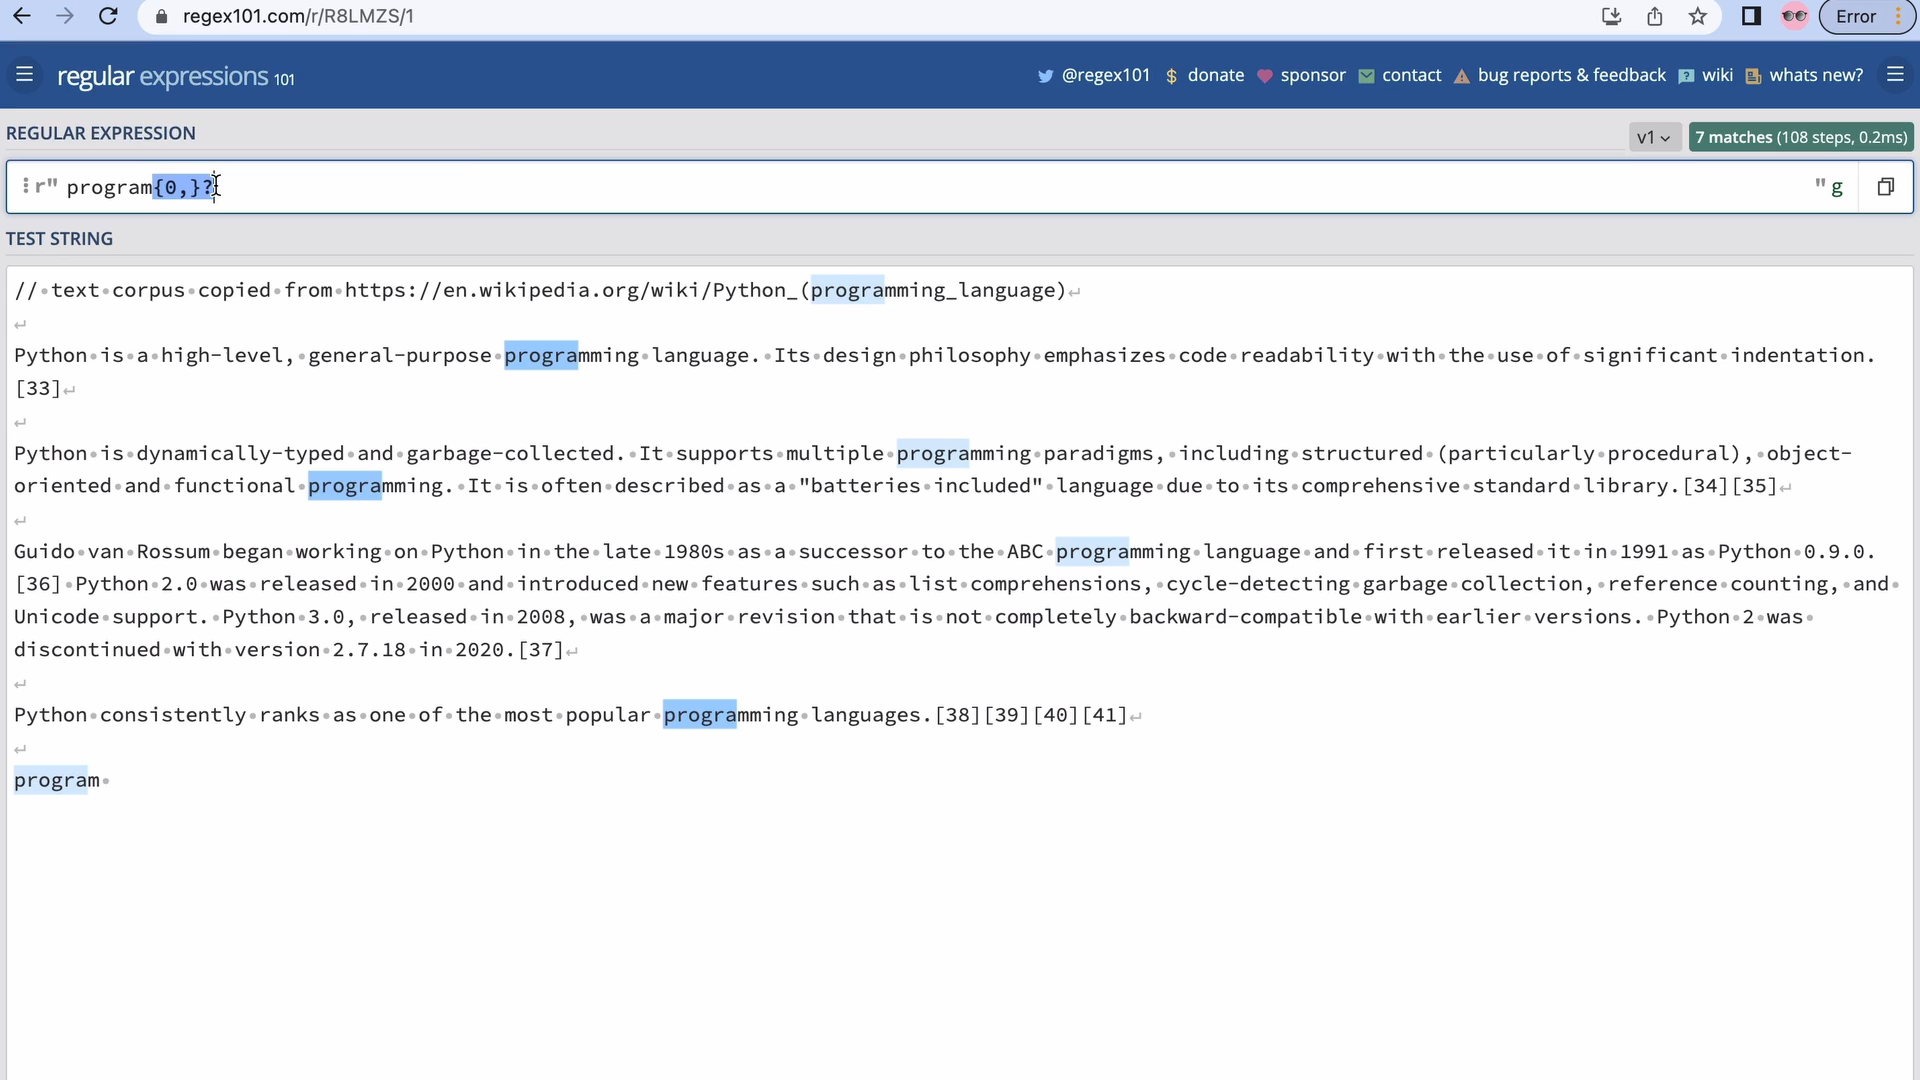 regex101.com/r/R8LMZS/1 Error
regular expressions 101 @regex101 $ donate sponsor contact bug reports & feedback ? wiki whats new?
REGULAR EXPRESSION v1 7 matches (108 steps, 0.2ms)
r" program{0,}? " g
TEST STRING
// text corpus copied from https://en.wikipedia.org/wiki/Python_(programming_language)
Python is a high-level, general-purpose programming language. Its design philosophy emphasizes code readability with the use of significant indentation.
[33]
Python is dynamically-typed and garbage-collected. It supports multiple programming paradigms, including structured (particularly procedural), object-
oriented and functional programming. It is often described as a "batteries included" language due to its comprehensive standard library.[34][35]
Guido van Rossum began working on Python in the late 1980s as a successor to the ABC programming language and first released it in 1991 as Python 0.9.0.
[36] Python 2.0 was released in 2000 and introduced new features such as list comprehensions, cycle-detecting garbage collection, reference counting, and
Unicode support. Python 3.0, released in 2008, was a major revision that is not completely backward-compatible with earlier versions. Python 2 was
discontinued with version 2.7.18 in 2020.[37]
Python consistently ranks as one of the most popular programming languages.[38][39][40][41]
program